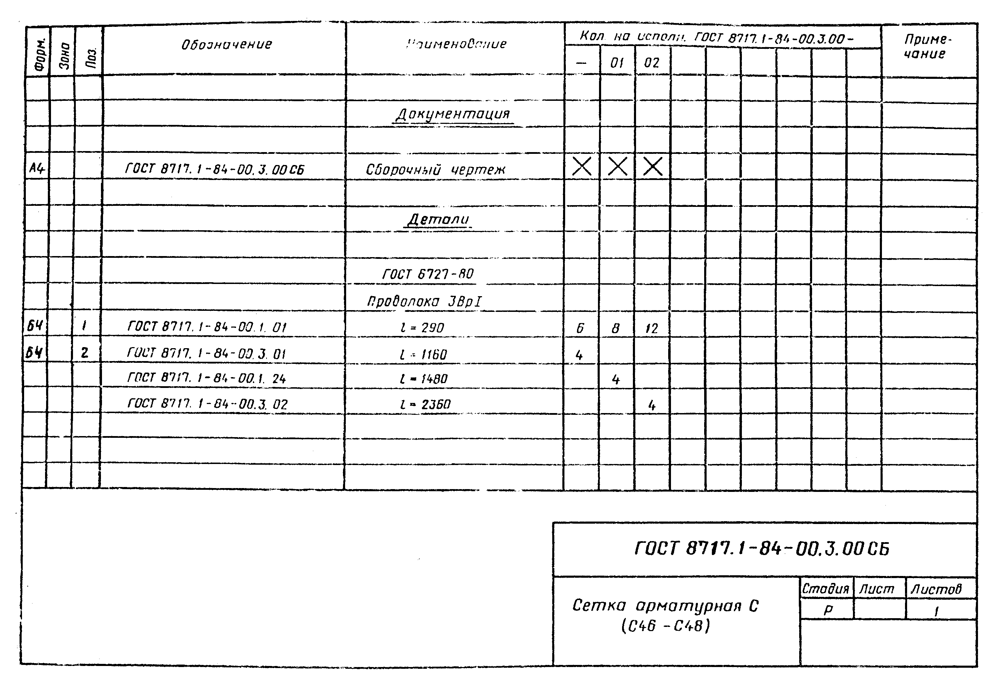 Форм. Зона Поз. Обозначение Наименование Кол. на исполн. ГОСТ 8717.1-84-00.3.00- Приме-
чание
— 01 02
Документация
А4 ГОСТ 8717.1-84-00.3.00СБ Сборочный чертеж X X X
Детали
ГОСТ 6727-80
Проволока 3ВрI
БЧ 1 ГОСТ 8717.1-84-00.1.01 l = 290 6 8 12
БЧ 2 ГОСТ 8717.1-84-00.3.01 l = 1160 4
ГОСТ 8717.1-84-00.1.24 l = 1480 4
ГОСТ 8717.1-84-00.3.02 l = 2360 4
ГОСТ 8717.1-84-00.3.00СБ
Сетка арматурная С
(С46 - С48)
Стадия Лист Листов
Р 1